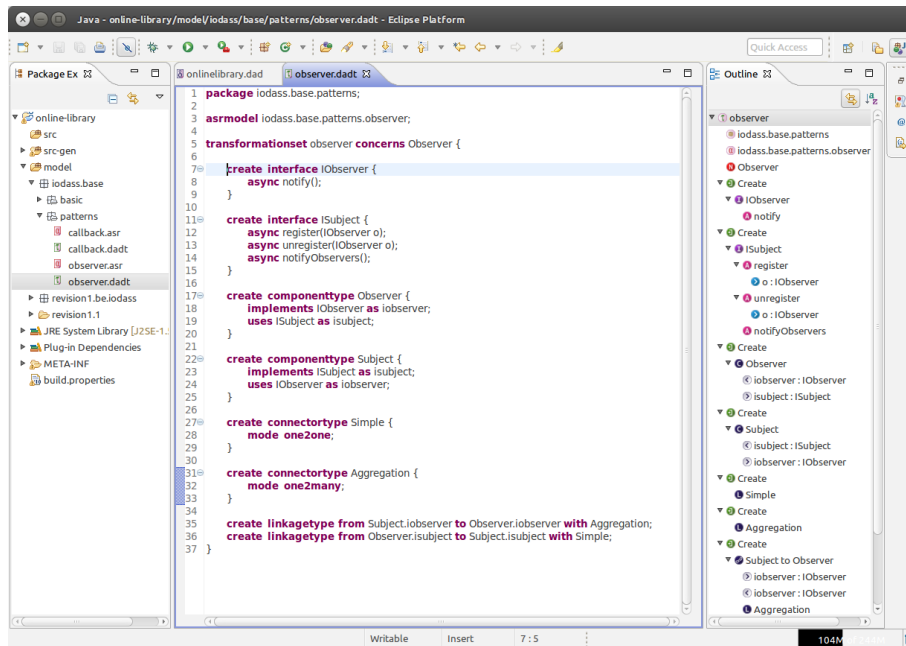 Java - online-library/model/iodass/base/patterns/observer.dadt - Eclipse Platform
Quick Access
Package Ex
online-library
src
src-gen
model
iodass.base
basic
patterns
callback.asr
callback.dadt
observer.asr
observer.dadt
revision1.be.iodass
revision1.1
JRE System Library [J2SE-1.
Plug-in Dependencies
META-INF
build.properties
onlinelibrary.dad
observer.dadt
1 package iodass.base.patterns;
2
3 asrmodel iodass.base.patterns.observer;
4
5 transformationset observer concerns Observer {
6
7 create interface IObserver {
8 async notify();
9 }
10
11 create interface ISubject {
12 async register(IObserver o);
13 async unregister(IObserver o);
14 async notifyObservers();
15 }
16
17 create componenttype Observer {
18 implements IObserver as iobserver;
19 uses ISubject as isubject;
20 }
21
22 create componenttype Subject {
23 implements ISubject as isubject;
24 uses IObserver as iobserver;
25 }
26
27 create connectortype Simple {
28 mode one2one;
29 }
30
31 create connectortype Aggregation {
32 mode one2many;
33 }
34
35 create linkagetype from Subject.iobserver to Observer.iobserver with Aggregation;
36 create linkagetype from Observer.isubject to Subject.isubject with Simple;
37 }
Outline
observer
iodass.base.patterns
iodass.base.patterns.observer
Observer
Create
IObserver
notify
Create
ISubject
register
o : IObserver
unregister
o : IObserver
notifyObservers
Create
Observer
iobserver : IObserver
isubject : ISubject
Create
Subject
isubject : ISubject
iobserver : IObserver
Create
Simple
Create
Aggregation
Create
Subject to Observer
iobserver : IObserver
iobserver : IObserver
Aggregation
Writable
Insert
7 : 5
104M